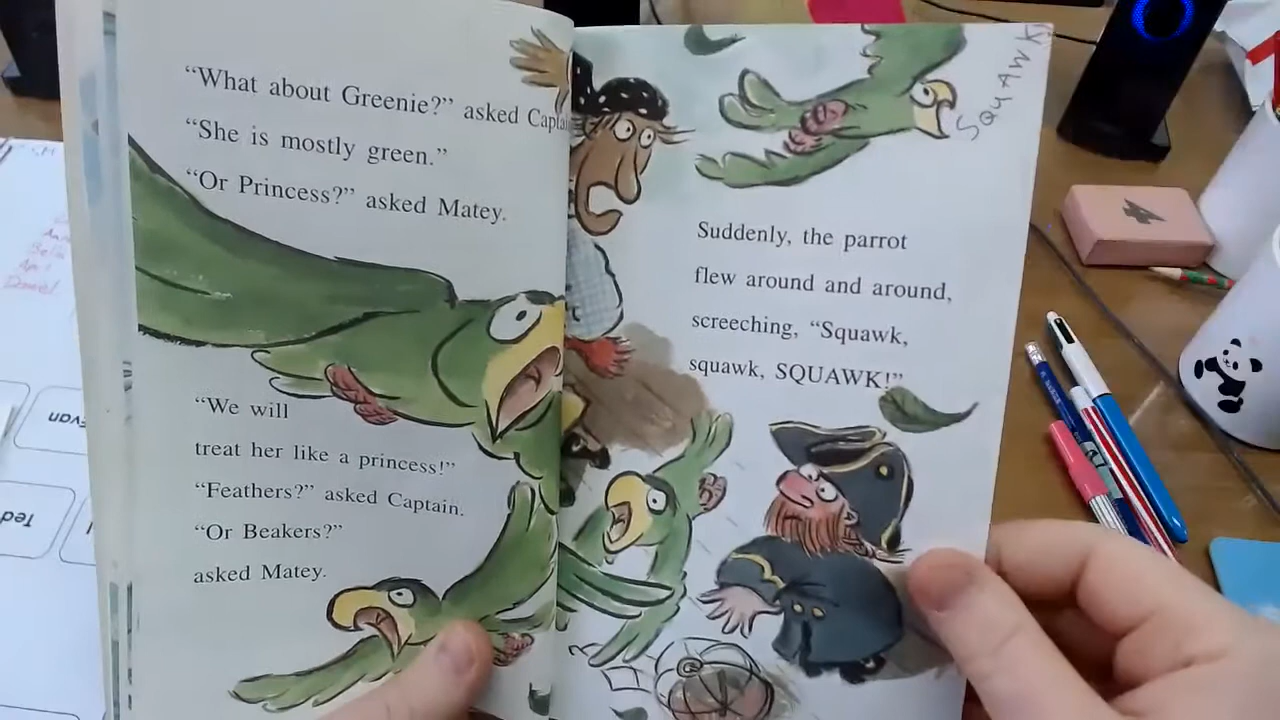 “What about Greenie?” asked Capta
“She is mostly green.”
“Or Princess?” asked Matey.
“We will
treat her like a princess!”
“Feathers?” asked Captain.
“Or Beakers?”
asked Matey.
SQUAWK
Suddenly, the parrot
flew around and around,
screeching, “Squawk,
squawk, SQUAWK!”
Evan
Ted